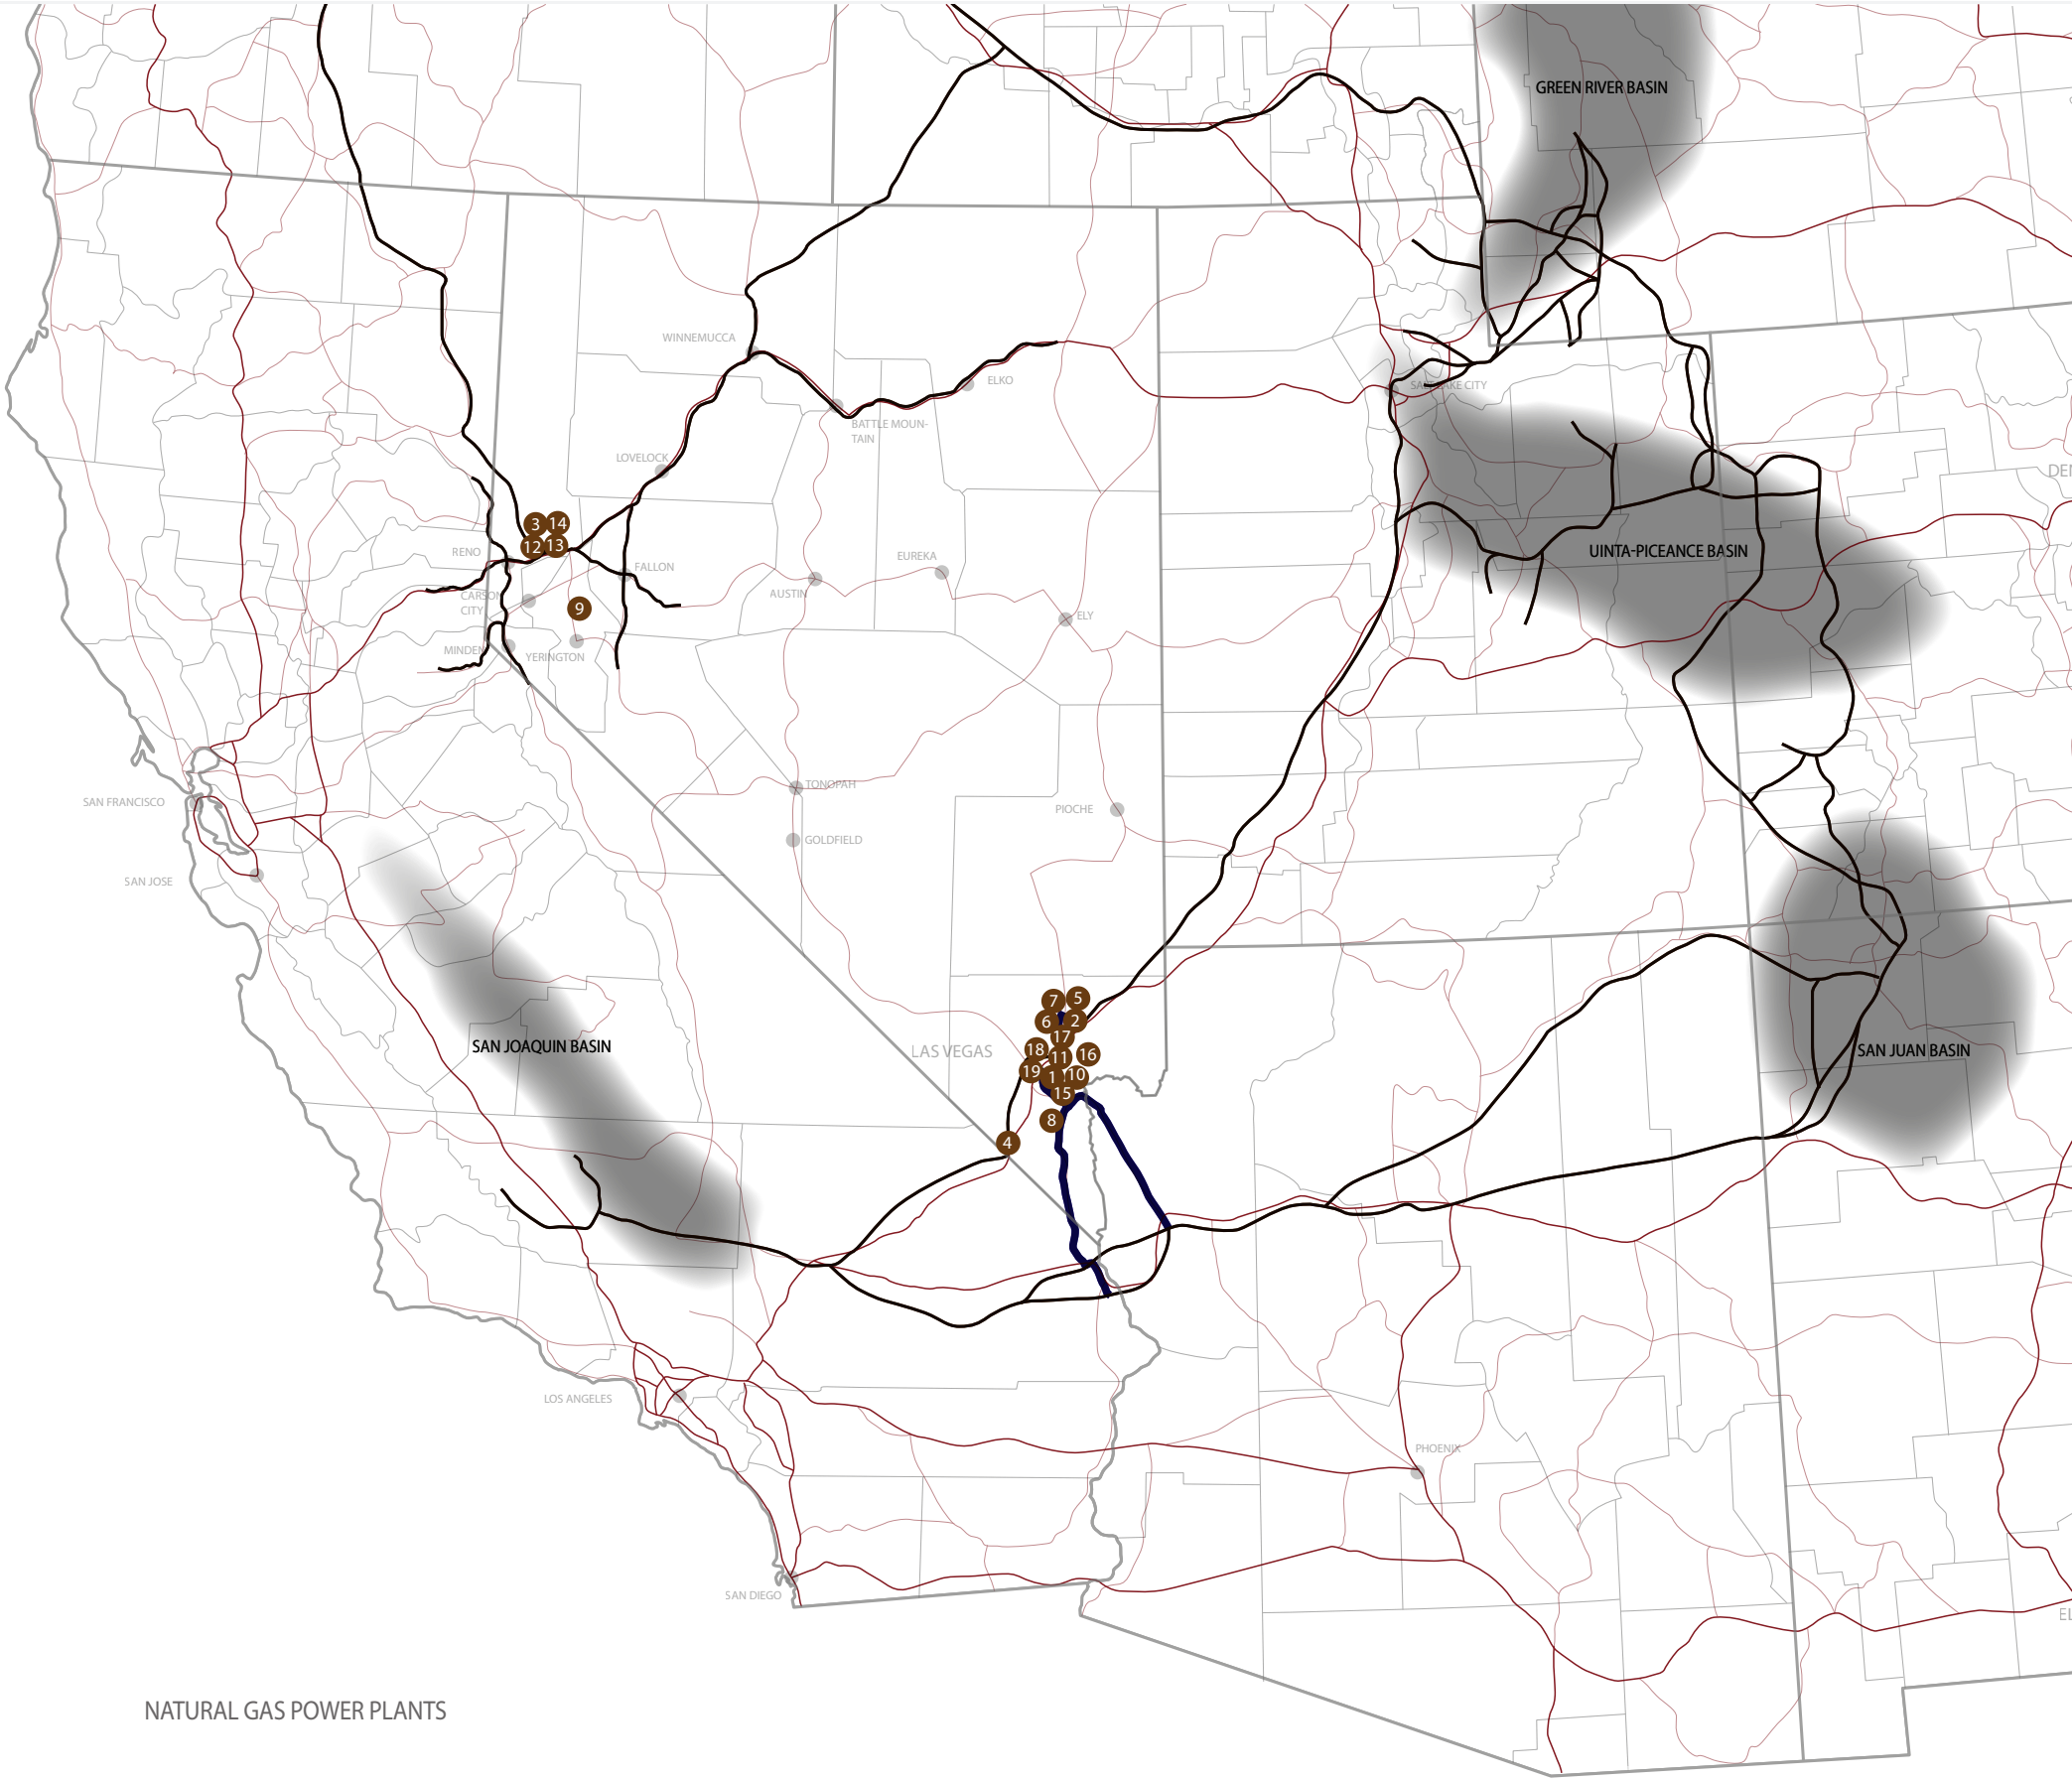 GREEN RIVER BASIN
WINNEMUCCA
ELKO
SALT LAKE CITY
BATTLE MOUN-
TAIN
LOVELOCK
3
14
12
13
RENO
EUREKA
FALLON
UINTA-PICEANCE BASIN
CARSON
CITY
9
AUSTIN
ELY
MINDEN
YERINGTON
TONOPAH
SAN FRANCISCO
PIOCHE
GOLDFIELD
SAN JOSE
7
5
6
2
17
SAN JOAQUIN BASIN
LAS VEGAS
18
11
16
SAN JUAN BASIN
19
1
10
15
8
4
LOS ANGELES
PHOENIX
SAN DIEGO
EL
DEN
NATURAL GAS POWER PLANTS